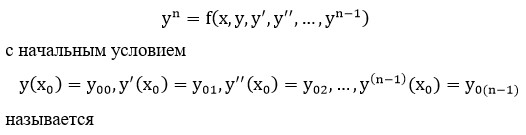 yⁿ = f(x, y, y′, y′′, …, yⁿ⁻¹)
с начальным условием
y(x₀) = y₀₀, y′(x₀) = y₀₁, y′′(x₀) = y₀₂, …, y⁽ⁿ⁻¹⁾(x₀) = y₀₍ₙ₋₁₎
называется